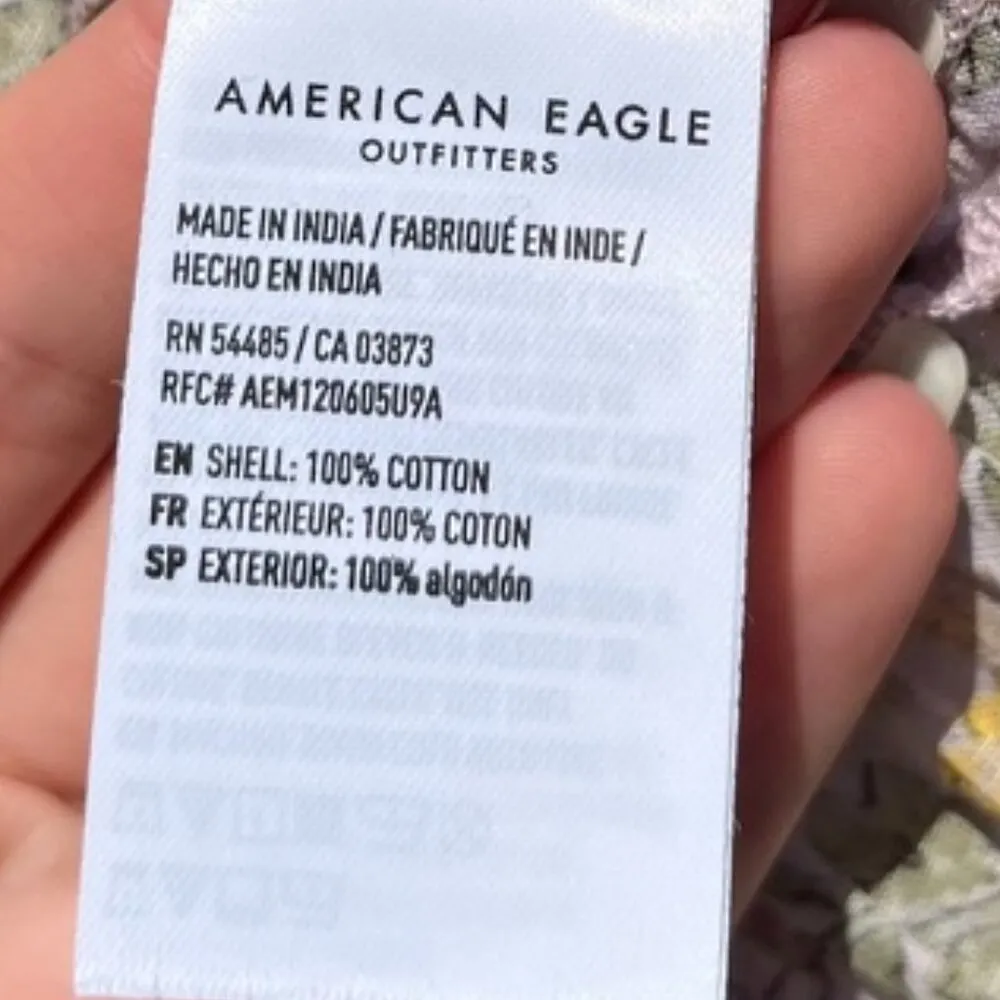 AMERICAN EAGLE
OUTFITTERS
MADE IN INDIA / FABRIQUÉ EN INDE /
HECHO EN INDIA
RN 54485 / CA 03873
RFC# AEM120605U9A
EN SHELL: 100% COTTON
FR EXTÉRIEUR: 100% COTON
SP EXTERIOR: 100% algodón